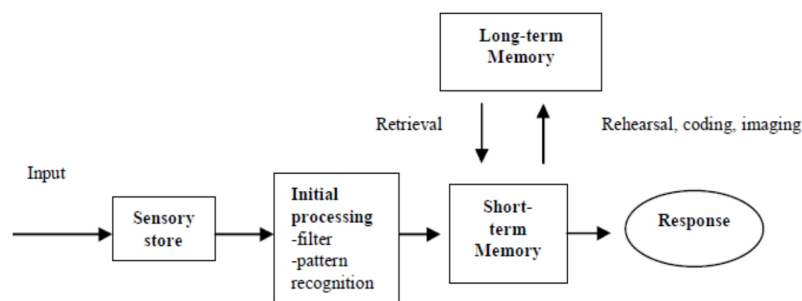 Long-term
Memory
Retrieval
Rehearsal, coding, imaging
Input
Sensory
store
Initial
processing
-filter
-pattern
recognition
Short-
term
Memory
Response